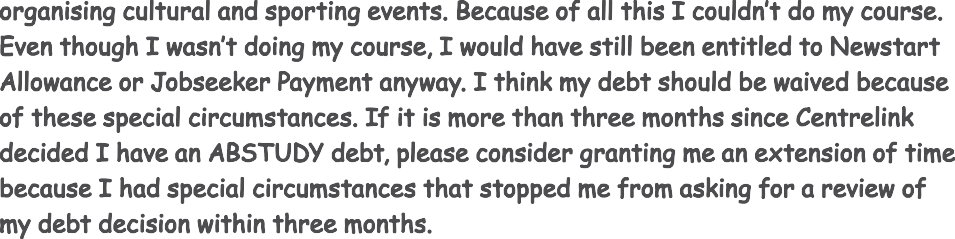 organising cultural and sporting events. Because of all this I couldn't do my course.
Even though I wasn't doing my course, I would have still been entitled to Newstart
Allowance or Jobseeker Payment anyway. I think my debt should be waived because
of these special circumstances. If it is more than three months since Centrelink
decided I have an ABSTUDY debt, please consider granting me an extension of time
because I had special circumstances that stopped me from asking for a review of
my debt decision within three months.